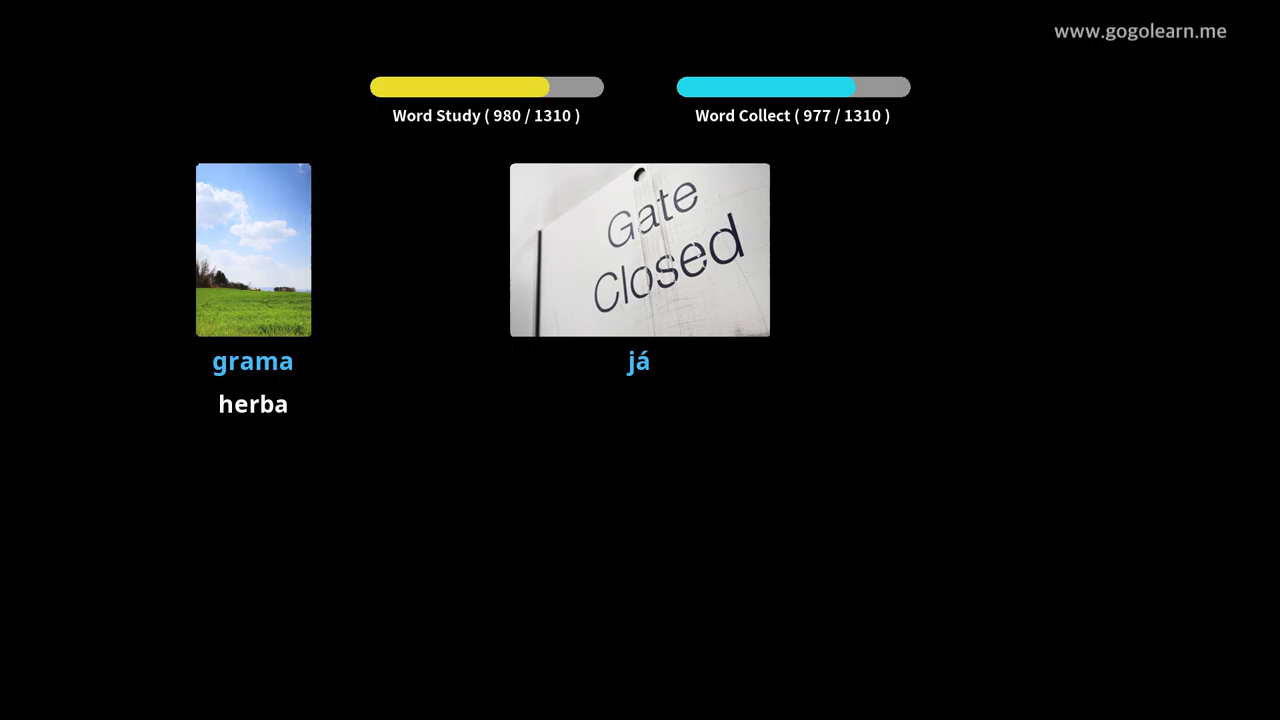 www.gogolearn.me
Word Study ( 980 / 1310 )
Word Collect ( 977 / 1310 )
Gate
Closed
grama
já
herba